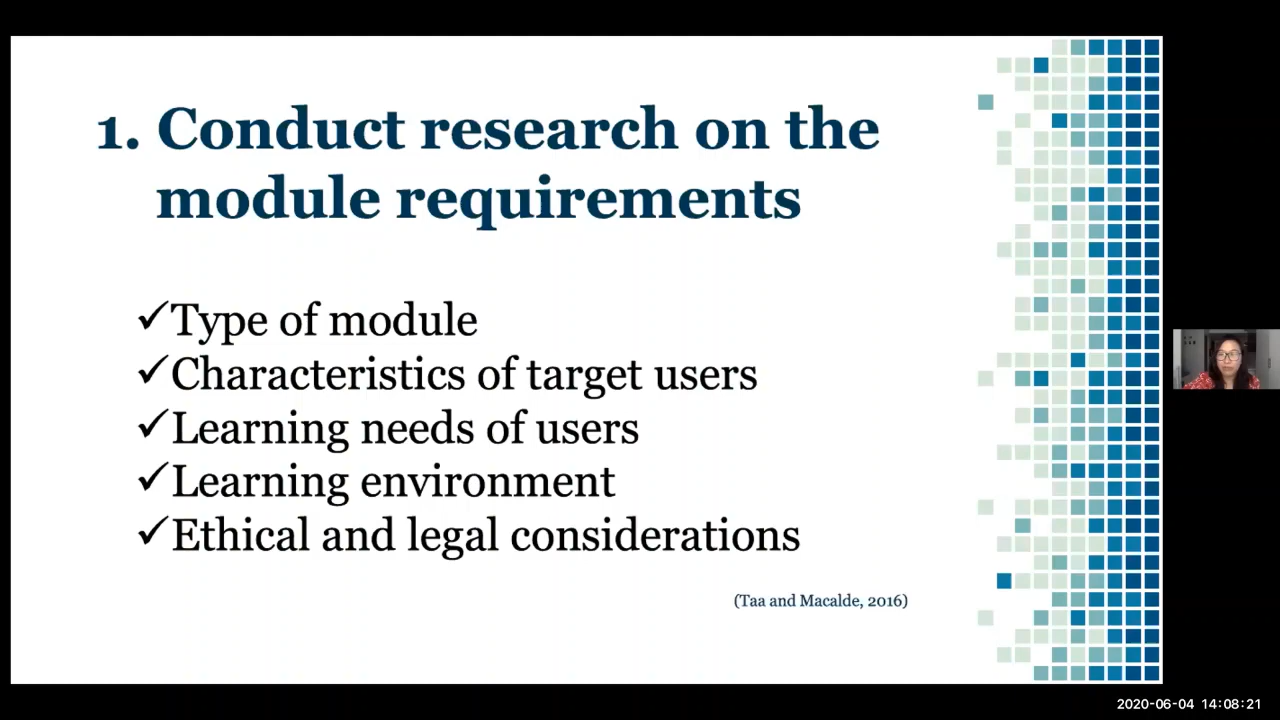 1. Conduct research on the
module requirements
✓Type of module
✓Characteristics of target users
✓Learning needs of users
✓Learning environment
✓Ethical and legal considerations
(Taa and Macalde, 2016)
2020-06-04 14:08:21